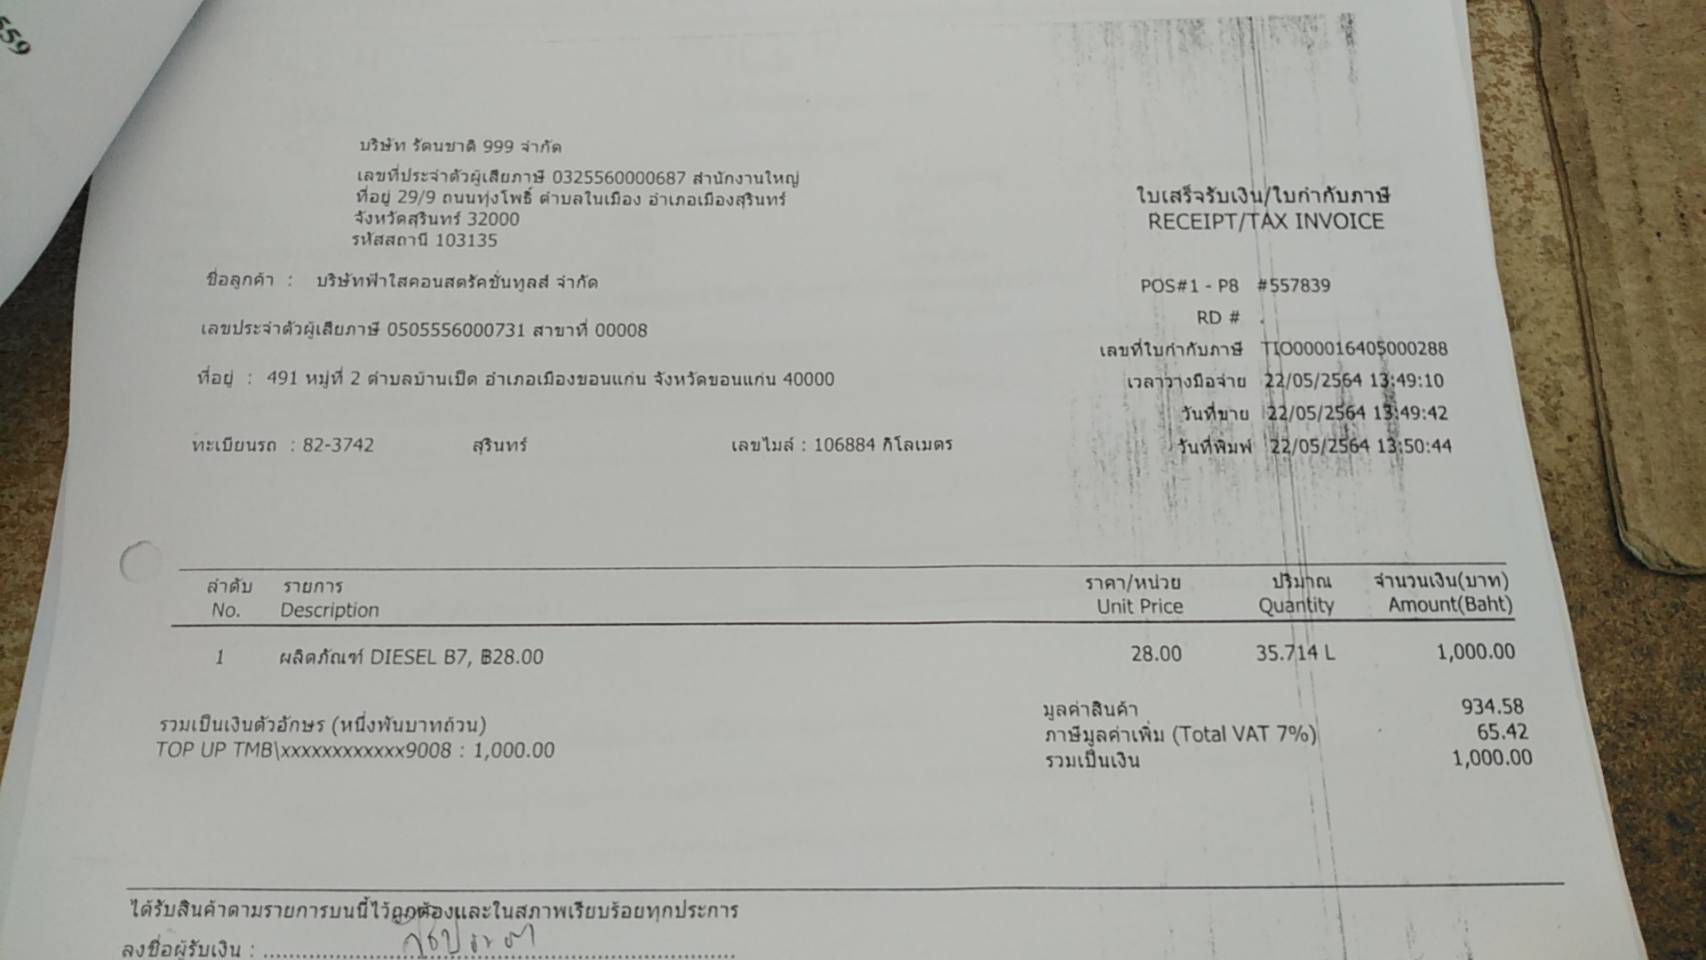 559
บริษัท รัตนชาติ 999 จำกัด
เลขที่ประจำตัวผู้เสียภาษี 0325560000687 สำนักงานใหญ่
ที่อยู่ 29/9 ถนนทุ่งโพธิ์ ตำบลในเมือง อำเภอเมืองสุรินทร์
จังหวัดสุรินทร์ 32000
รหัสสถานี 103135
ใบเสร็จรับเงิน/ใบกำกับภาษี
RECEIPT/TAX INVOICE
ชื่อลูกค้า : บริษัทฟ้าใสคอนสตรัคชั่นทูลส์ จำกัด
POS#1 - P8 #557839
เลขประจำตัวผู้เสียภาษี 0505556000731 สาขาที่ 00008
RD # .
เลขที่ใบกำกับภาษี TIO000016405000288
ที่อยู่ : 491 หมู่ที่ 2 ตำบลบ้านเป็ด อำเภอเมืองขอนแก่น จังหวัดขอนแก่น 40000
เวลาวางมือจ่าย 22/05/2564 13:49:10
วันที่ขาย 22/05/2564 13:49:42
ทะเบียนรถ : 82-3742 สุรินทร์ เลขไมล์ : 106884 กิโลเมตร
วันที่พิมพ์ 22/05/2564 13:50:44
ลำดับ รายการ ราคา/หน่วย ปริมาณ จำนวนเงิน(บาท)
No. Description Unit Price Quantity Amount(Baht)
1 ผลิตภัณฑ์ DIESEL B7, ฿28.00 28.00 35.714 L 1,000.00
มูลค่าสินค้า 934.58
รวมเป็นเงินตัวอักษร (หนึ่งพันบาทถ้วน)
ภาษีมูลค่าเพิ่ม (Total VAT 7%) 65.42
TOP UP TMB\xxxxxxxxxxxx9008 : 1,000.00
รวมเป็นเงิน 1,000.00
ได้รับสินค้าตามรายการบนนี้ไว้ถูกต้องและในสภาพเรียบร้อยทุกประการ
ลงชื่อผู้รับเงิน :